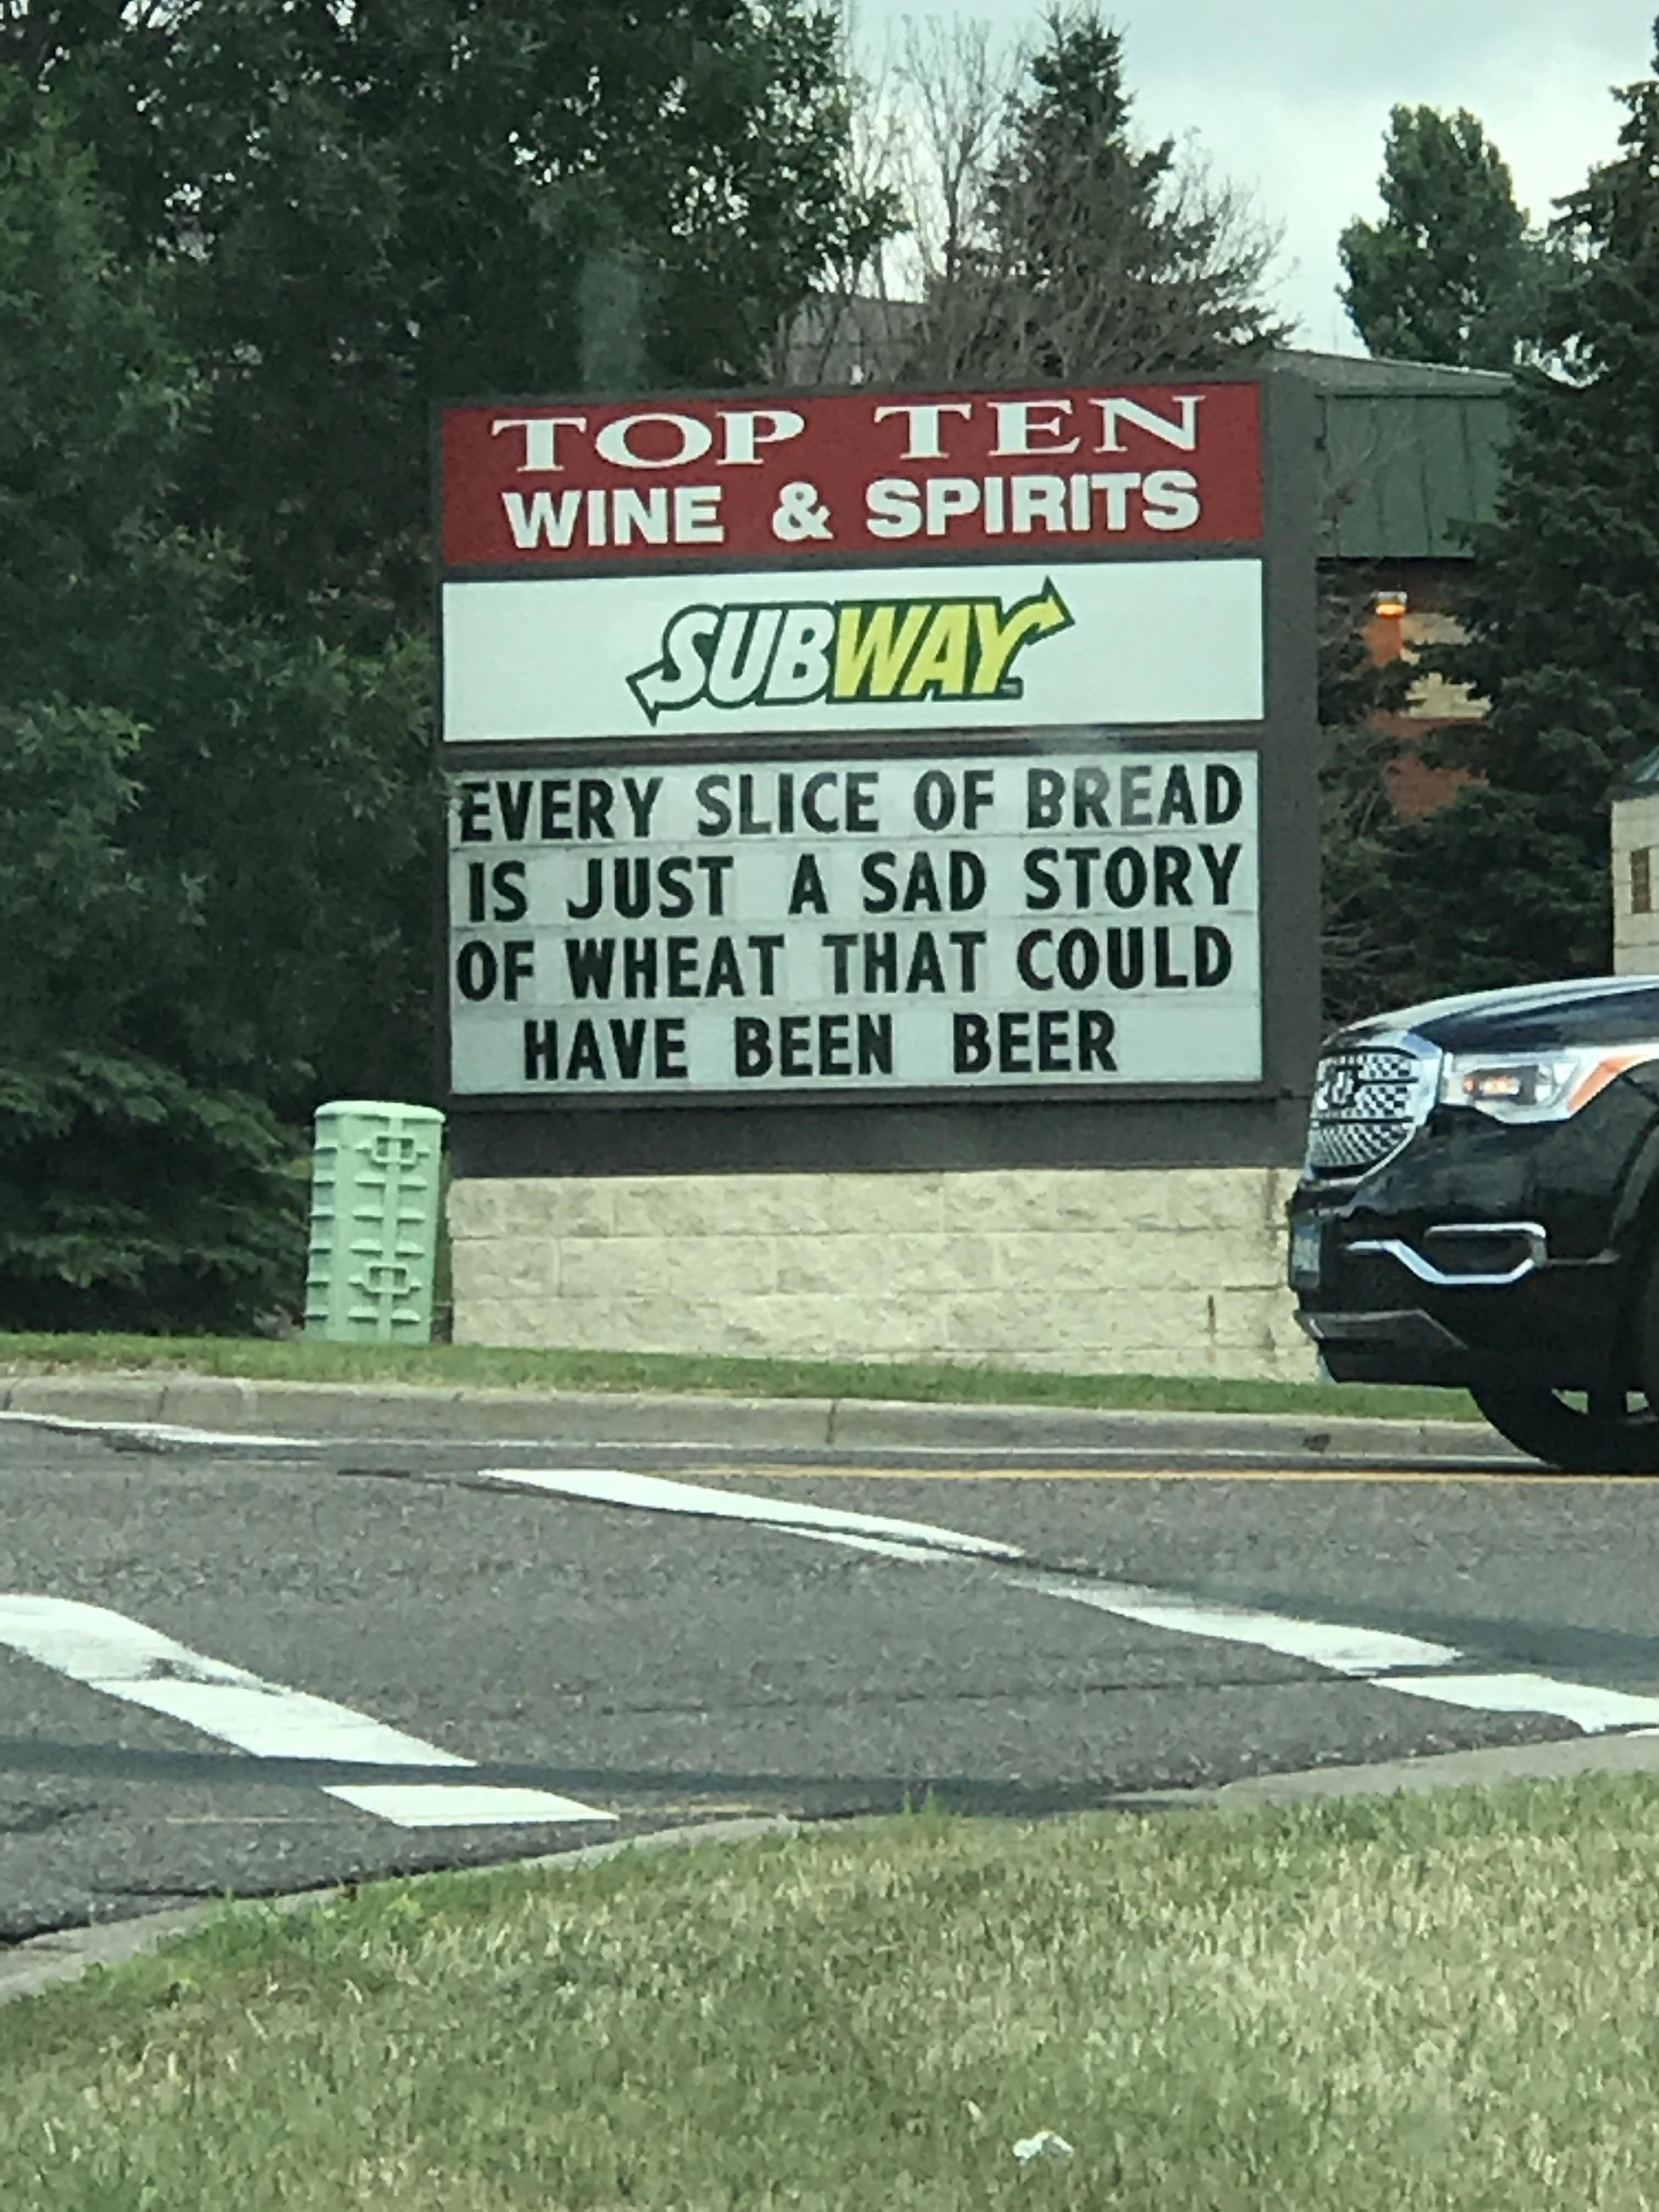 TOP TEN
WINE & SPIRITS
SUBWAY
EVERY SLICE OF BREAD
IS JUST A SAD STORY
OF WHEAT THAT COULD
HAVE BEEN BEER